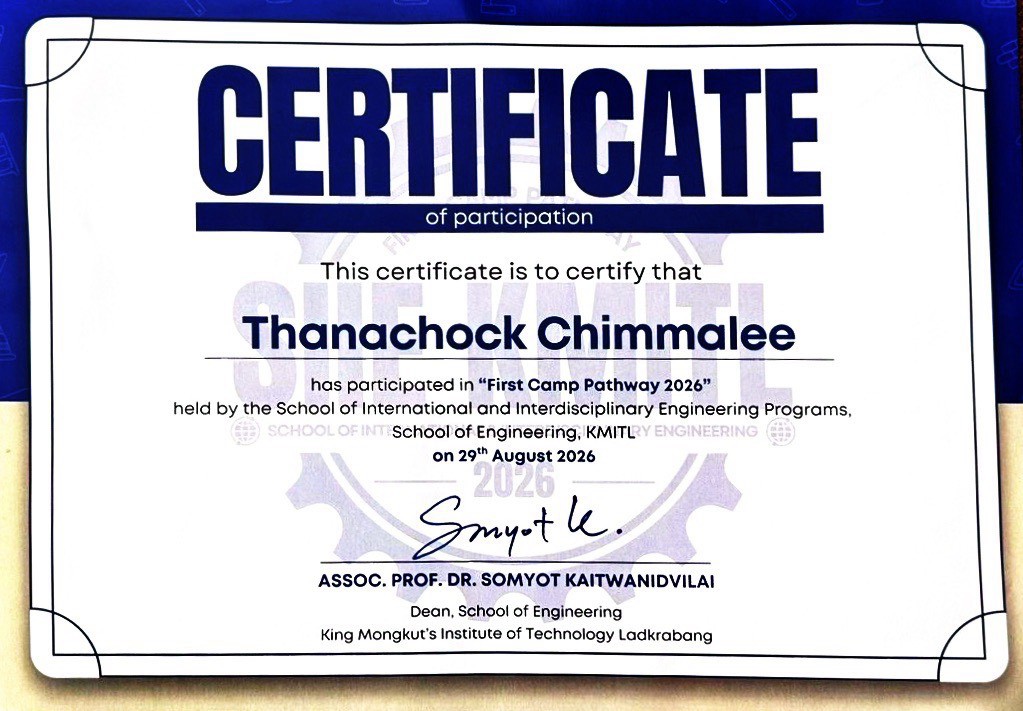 CERTIFICATE
of participation
This certificate is to certify that
Thanachock Chimmalee
has participated in “First Camp Pathway 2026”
held by the School of International and Interdisciplinary Engineering Programs,
School of Engineering, KMITL
on 29th August 2026
2026
Somyot K.
ASSOC. PROF. DR. SOMYOT KAITWANIDVILAI
Dean, School of Engineering
King Mongkut's Institute of Technology Ladkrabang